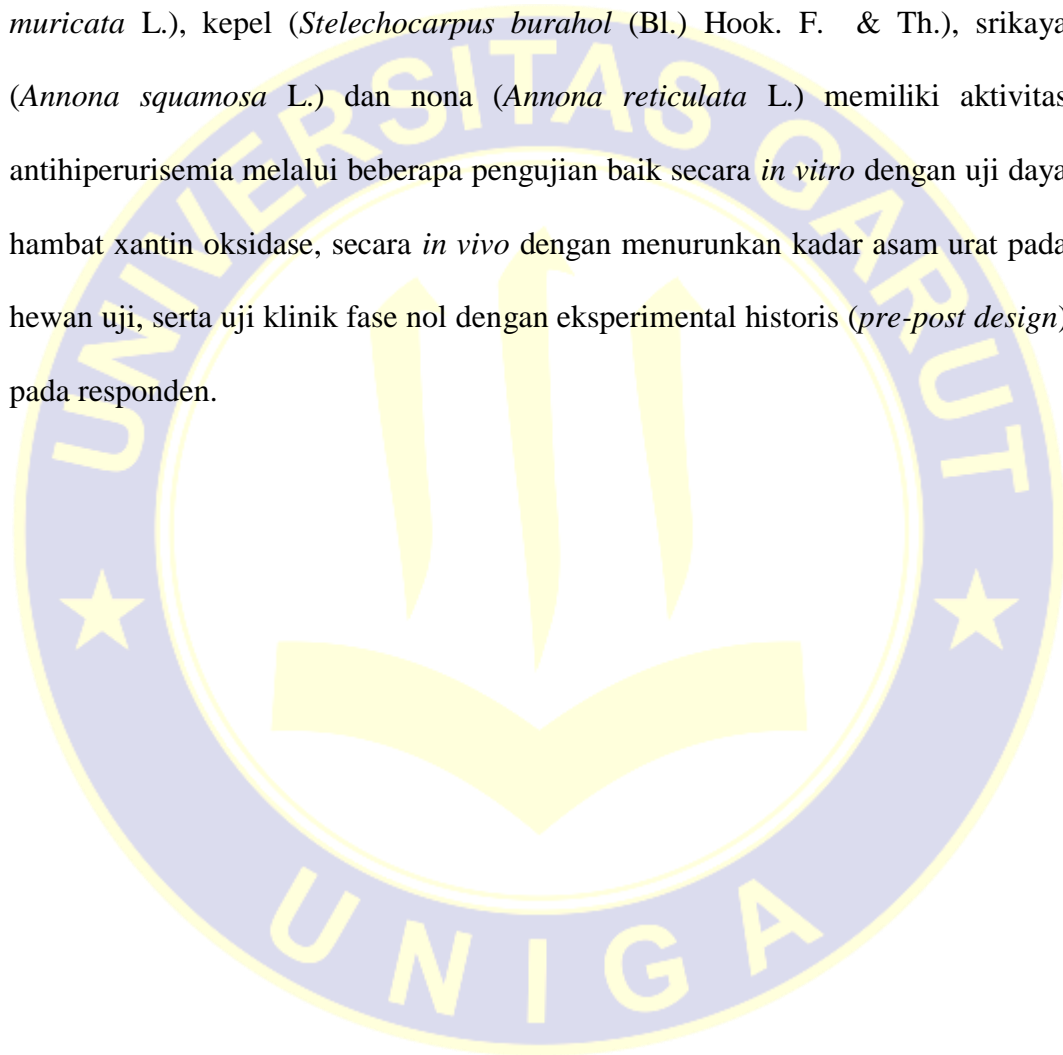 muricata L.), kepel (Stelechocarpus burahol (Bl.) Hook. F. & Th.), srikaya
(Annona squamosa L.) dan nona (Annona reticulata L.) memiliki aktivitas
antihiperurisemia melalui beberapa pengujian baik secara in vitro dengan uji daya
hambat xantin oksidase, secara in vivo dengan menurunkan kadar asam urat pada
hewan uji, serta uji klinik fase nol dengan eksperimental historis (pre-post design)
pada responden.
UNIVERSITAS GARUT
UNIGA